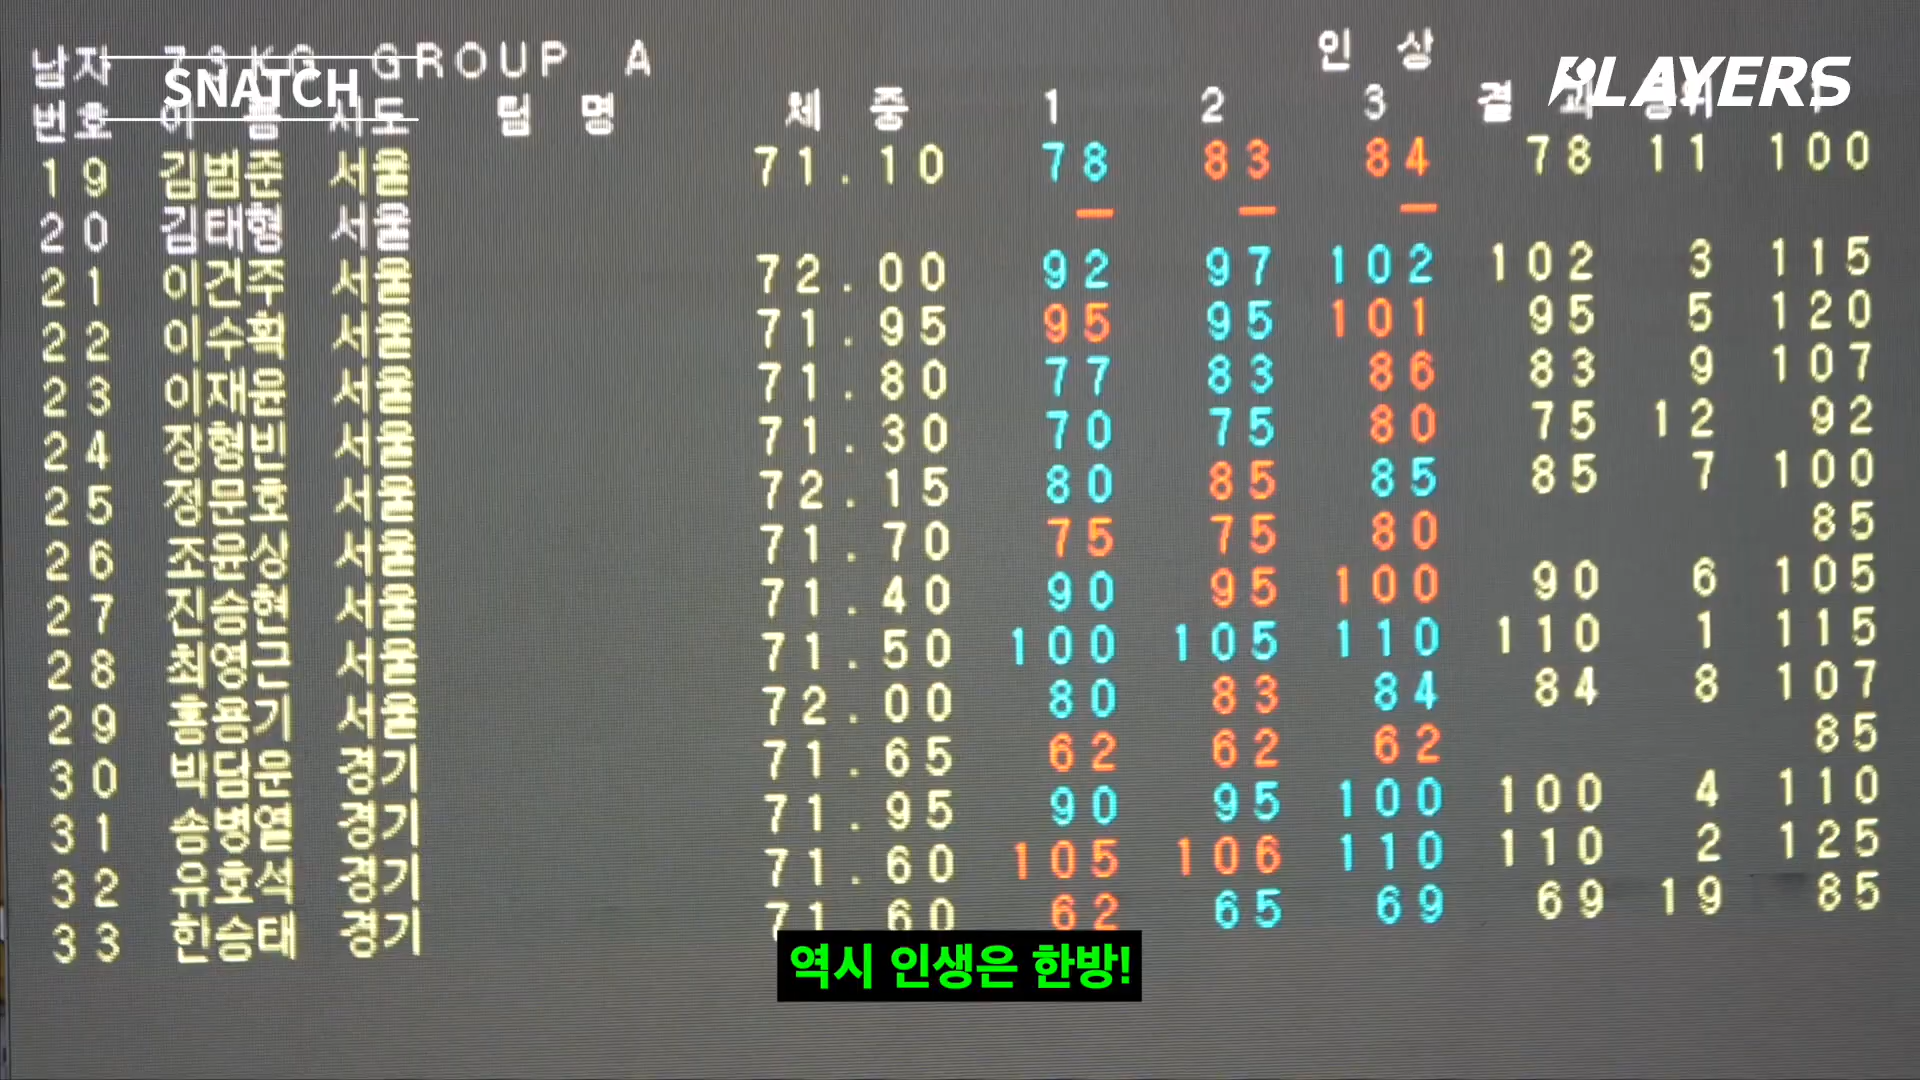 남자 73KG GROUP A 인 상
SNATCH
PLAYERS
번호 이 름 시도 팀 명 체 중 1 2 3 결 과 순위 1
19 김범준 서울 71.10 78 83 84 78 11 100
20 김태형 서울 — — —
21 이건주 서울 72.00 92 97 102 102 3 115
22 이수확 서울 71.95 95 95 101 95 5 120
23 이재윤 서울 71.80 77 83 86 83 9 107
24 장형빈 서울 71.30 70 75 80 75 12 92
25 정문호 서울 72.15 80 85 85 85 7 100
26 조윤상 서울 71.70 75 75 80 85
27 진승현 서울 71.40 90 95 100 90 6 105
28 최영근 서울 71.50 100 105 110 110 1 115
29 홍용기 서울 72.00 80 83 84 84 8 107
30 박담운 경기 71.65 62 62 62 85
31 송병열 경기 71.95 90 95 100 100 4 110
32 유호석 경기 71.60 105 106 110 110 2 125
33 한승태 경기 71 60 62 65 69 69 19 85
역시 인생은 한방!